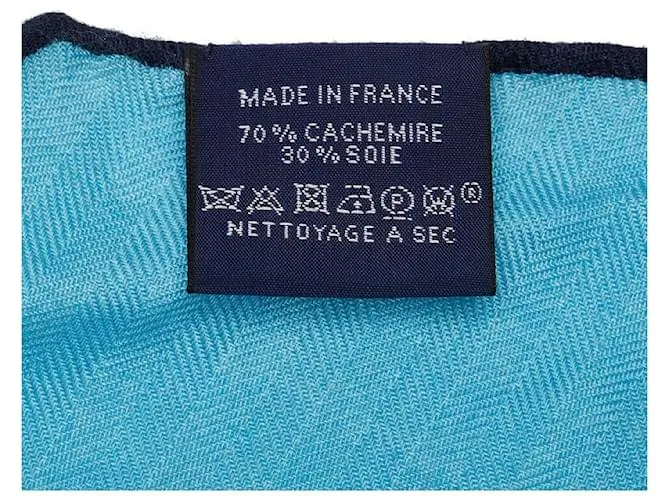 MADE IN FRANCE
70 % CACHEMIRE
30 % SOIE
P W ®
NETTOYAGE A SEC